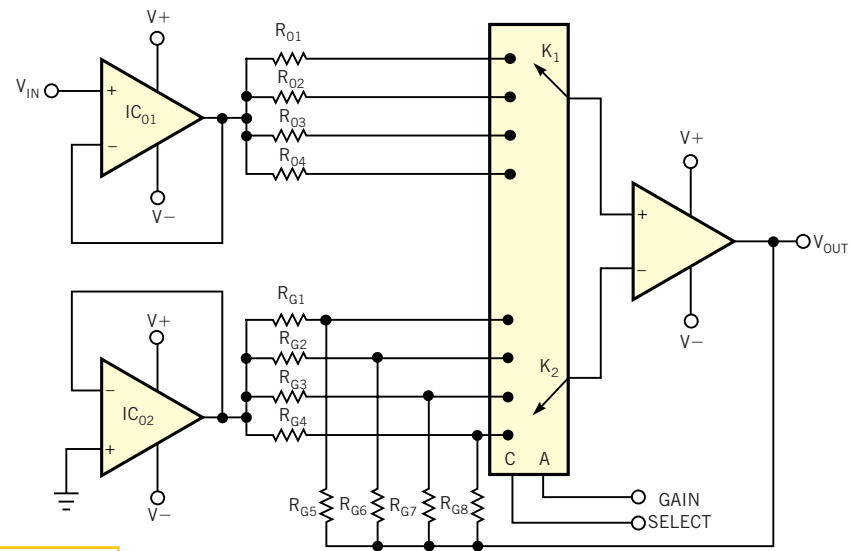 V+
R01
K1
VIN
+
IC01
R02
−
R03
V+
R04
V−
+
VOUT
−
RG1
V+
RG2
V−
K2
−
RG3
IC02
RG4
+
C A
V−
RG5 RG6 RG7 RG8
GAIN
SELECT